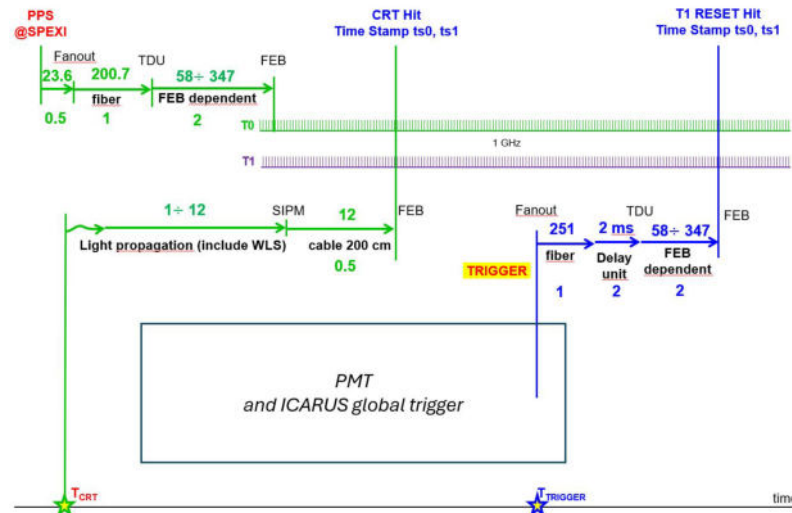 PPS
@SPEXI
CRT Hit
Time Stamp ts0, ts1
T1 RESET Hit
Time Stamp ts0, ts1
Fanout
TDU
FEB
23.6
200.7
58÷ 347
fiber
FEB dependent
0.5
1
2
T0
1 GHz
T1
1÷ 12
SIPM
12
FEB
Light propagation (include WLS)
cable 200 cm
0.5
Fanout
TDU
FEB
251
2 ms
58÷ 347
fiber
Delay
unit
FEB
dependent
TRIGGER
1
2
2
PMT
and ICARUS global trigger
TCRT
TTRIGGER
time